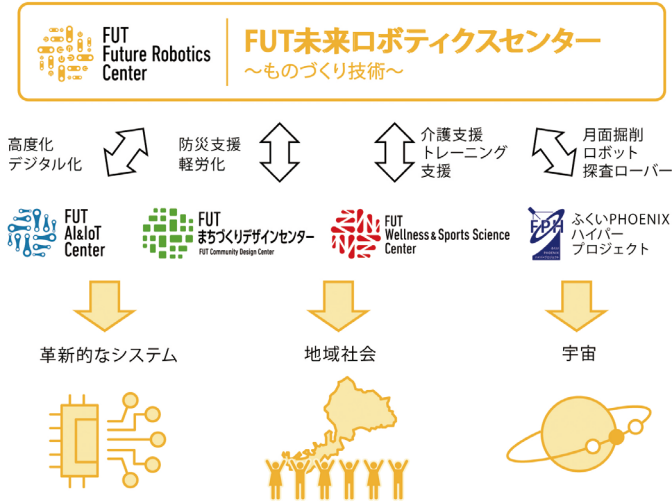 FUT
Future Robotics
Center
FUT未来ロボティクスセンター
～ものづくり技術～
高度化
デジタル化
防災支援
軽労化
介護支援
トレーニング
支援
月面掘削
ロボット
探査ローバー
FUT
AI&IoT
Center
FUT
まちづくりデザインセンター
FUT Community Design Center
FUT
Wellness & Sports Science
Center
FPH
ふくいPHOENIX
ハイパー
プロジェクト
革新的なシステム
地域社会
宇宙